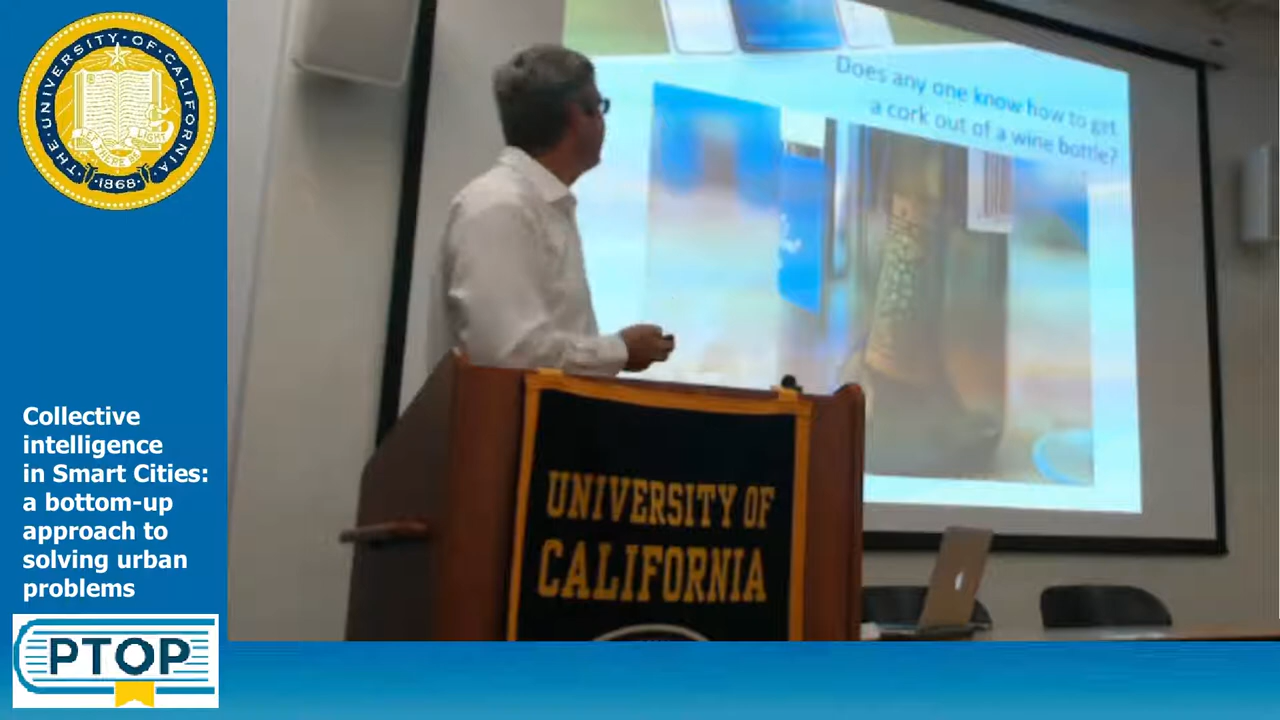 THE·UNIVERSITY·OF·CALIFORNIA
LET THERE BE LIGHT
·1868·
Does any one know how to get
a cork out of a wine bottle?
Collective
intelligence
in Smart Cities:
a bottom-up
approach to
solving urban
problems
PTOP
UNIVERSITY OF
CALIFORNIA